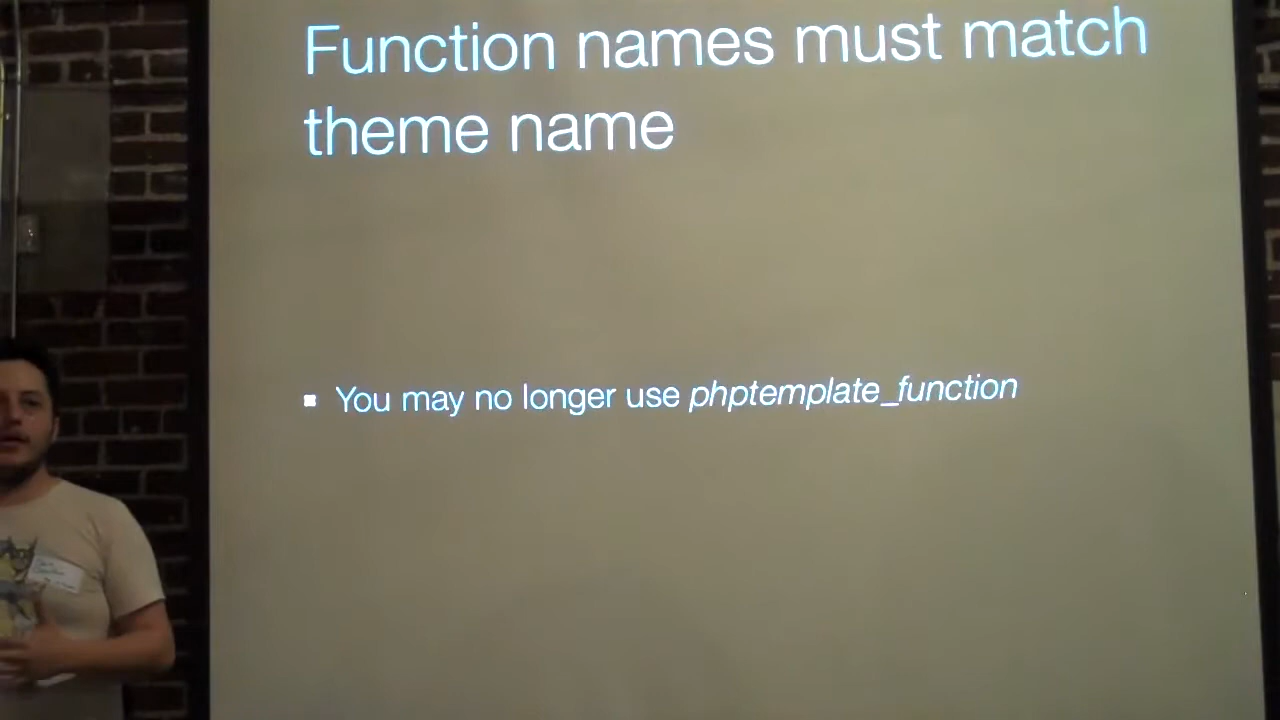 Function names must match
theme name
▪ You may no longer use phptemplate_function